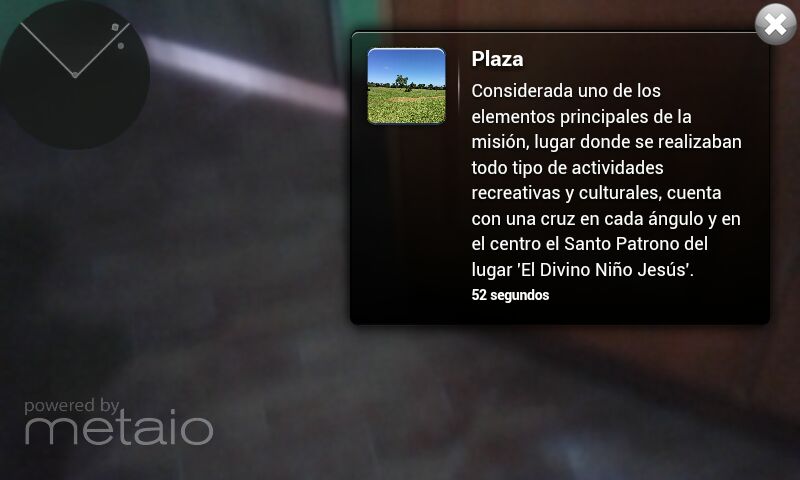 Plaza
Considerada uno de los
elementos principales de la
misión, lugar donde se realizaban
todo tipo de actividades
recreativas y culturales, cuenta
con una cruz en cada ángulo y en
el centro el Santo Patrono del
lugar 'El Divino Niño Jesús'.
52 segundos
powered by
metaio